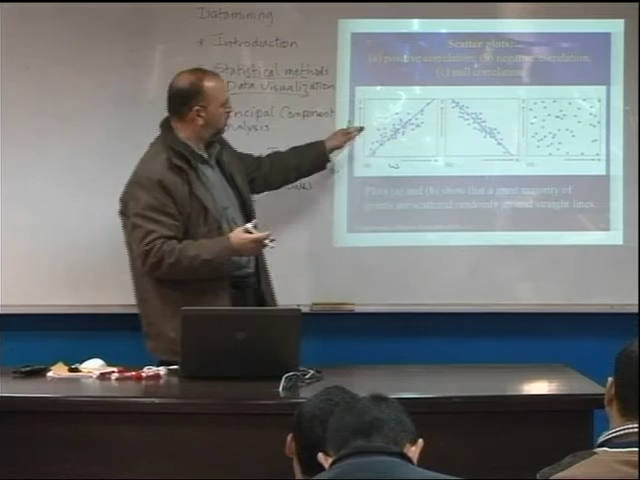 Datamining
+ Introduction
Statistical methods
Data Visualization
Principal Component
Analysis
Scatter plots:
(a) positive correlation, (b) negative correlation,
(c) null correlation
Plots (a) and (b) show that a great majority of
points are scattered randomly around straight lines.